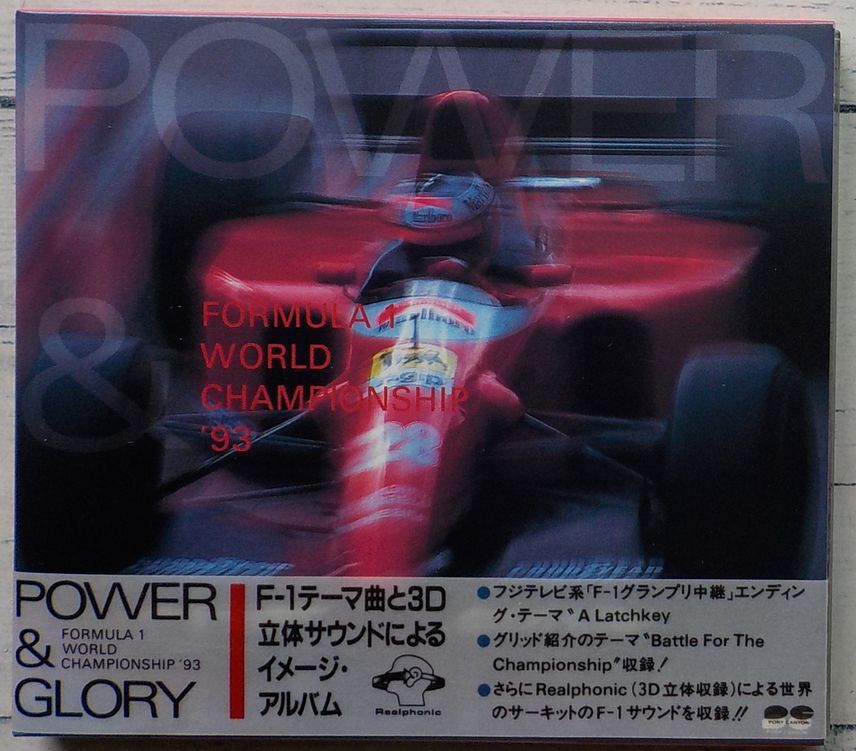 POWER
&
FORMULA 1
WORLD
CHAMPIONSHIP
'93
Marlboro
Marlboro
28
GOODYEAR
POWER
&
FORMULA 1
WORLD
CHAMPIONSHIP '93
GLORY
F-1テーマ曲と3D
立体サウンドによる
イメージ・
アルバム
Realphonic
●フジテレビ系「F-1グランプリ中継」エンディン
グ・テーマ〝A Latchkey
●グリッド紹介のテーマ〝Battle For The
Championship〞収録!
●さらにRealphonic(3D立体収録)による世界
のサーキットのF-1サウンドを収録!!
PONY CANYON